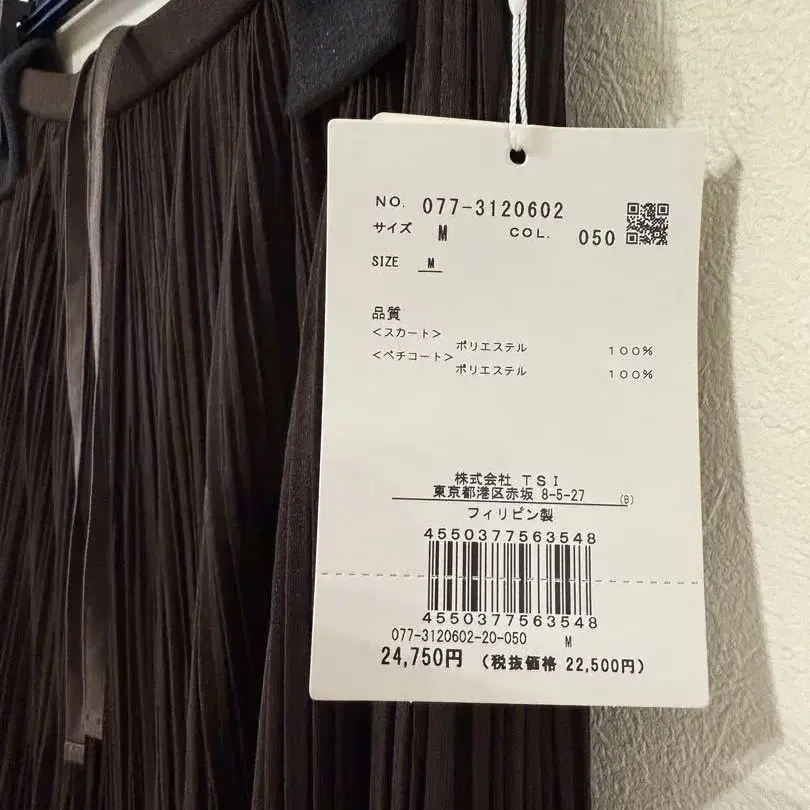 NO. 077-3120602
サイズ M COL. 050
SIZE M
品質
<スカート>
ポリエステル 100%
<ペチコート>
ポリエステル 100%
株式会社 TSI
東京都港区赤坂 8-5-27 (B)
フィリピン製
4550377563548
4550377563548
077-3120602-20-050 M
24,750円 (税抜価格 22,500円)